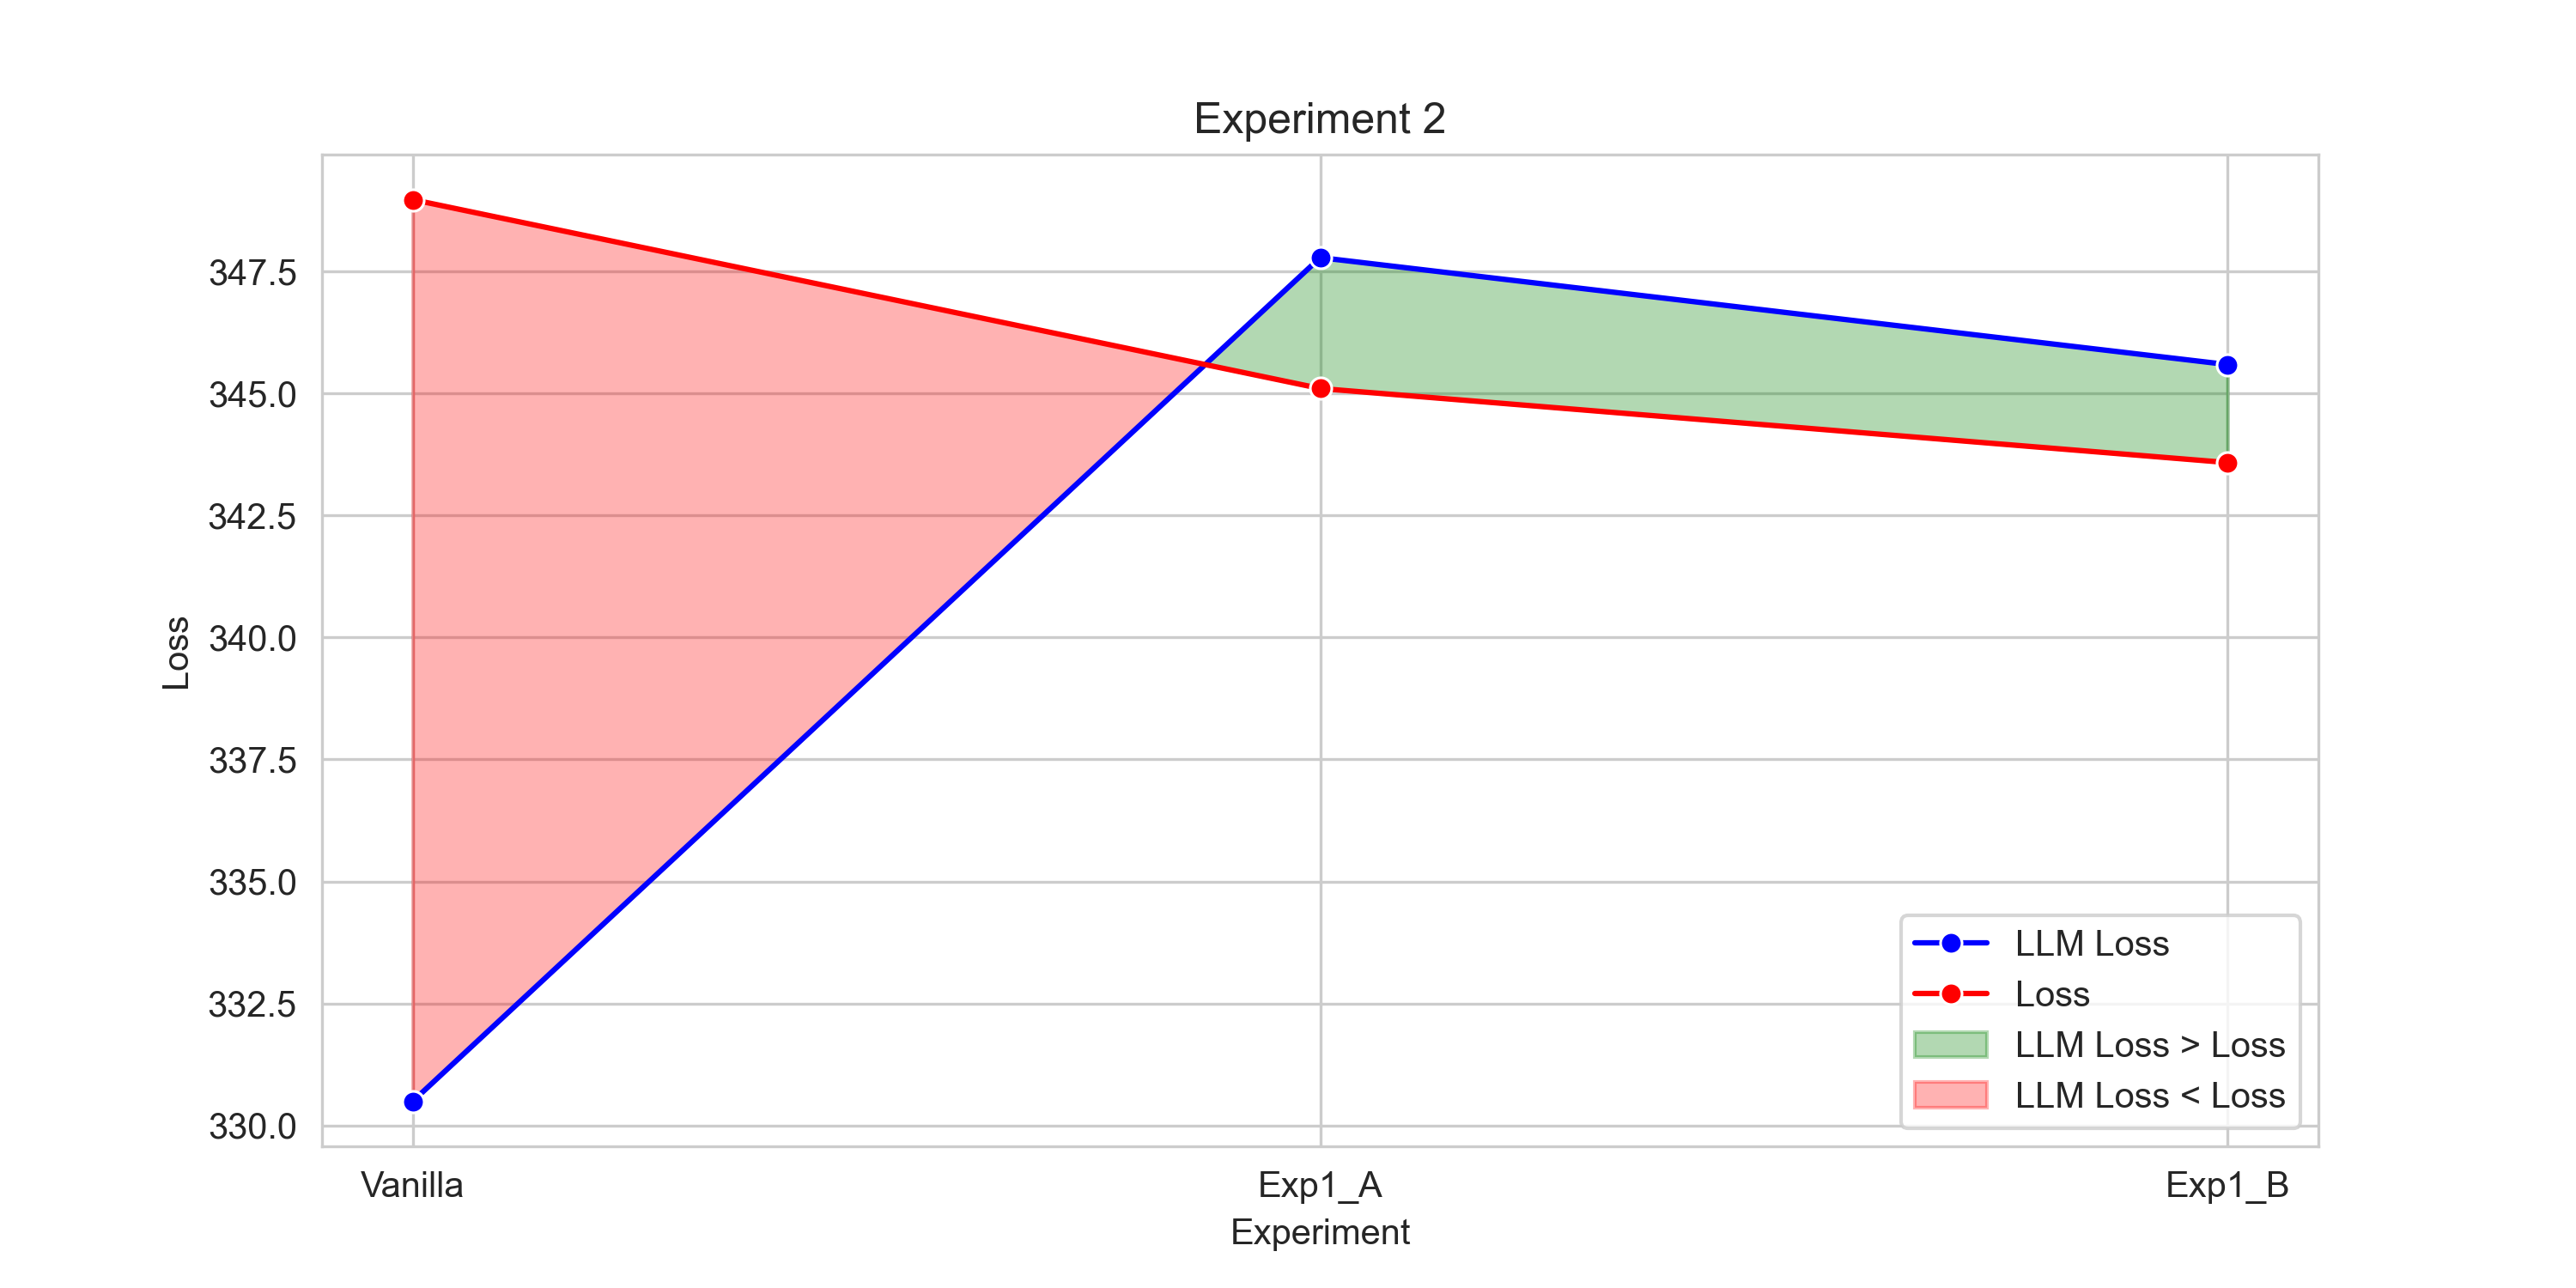 Experiment 2
347.5
345.0
342.5
340.0
337.5
335.0
332.5
330.0
Loss
Vanilla
Exp1_A
Exp1_B
Experiment
LLM Loss
Loss
LLM Loss > Loss
LLM Loss < Loss